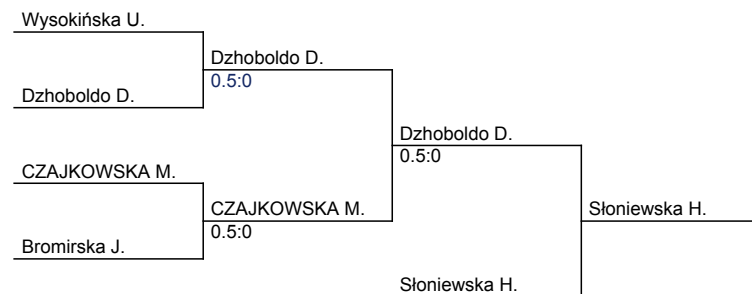 Wysokińska U.
Dzhoboldo D.
0.5:0
Dzhoboldo D.
Dzhoboldo D.
0.5:0
CZAJKOWSKA M.
CZAJKOWSKA M.
0.5:0
Słoniewska H.
Bromirska J.
Słoniewska H.